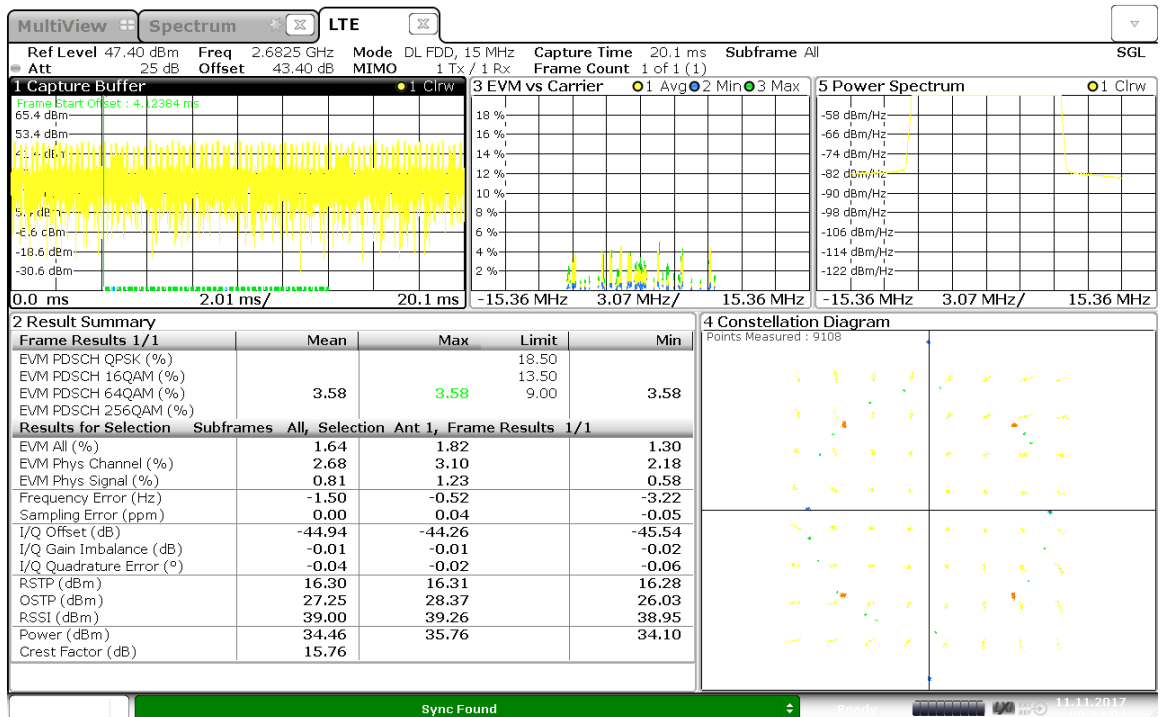 MultiView Spectrum LTE
Ref Level 47.40 dBm Freq 2.6825 GHz Mode DL FDD, 15 MHz Capture Time 20.1 ms Subframe All SGL
Att 25 dB Offset 43.40 dB MIMO 1 Tx / 1 Rx Frame Count 1 of 1 (1)
1 Capture Buffer 1 Clrw
Frame Start Offset : 4.12384 ms
65.4 dBm
53.4 dBm
-6.6 dBm
-18.6 dBm
-30.6 dBm
0.0 ms 2.01 ms/ 20.1 ms
3 EVM vs Carrier 1 Avg 2 Min 3 Max
18 %
16 %
14 %
12 %
10 %
8 %
6 %
4 %
2 %
-15.36 MHz 3.07 MHz/ 15.36 MHz
5 Power Spectrum 1 Clrw
-58 dBm/Hz
-66 dBm/Hz
-74 dBm/Hz
-82 dBm/Hz
-90 dBm/Hz
-98 dBm/Hz
-106 dBm/Hz
-114 dBm/Hz
-122 dBm/Hz
-15.36 MHz 3.07 MHz/ 15.36 MHz
2 Result Summary
Frame Results 1/1 Mean Max Limit Min
EVM PDSCH QPSK (%) 18.50
EVM PDSCH 16QAM (%) 13.50
EVM PDSCH 64QAM (%) 3.58 3.58 9.00 3.58
EVM PDSCH 256QAM (%)
Results for Selection Subframes All, Selection Ant 1, Frame Results 1/1
EVM All (%) 1.64 1.82 1.30
EVM Phys Channel (%) 2.68 3.10 2.18
EVM Phys Signal (%) 0.81 1.23 0.58
Frequency Error (Hz) -1.50 -0.52 -3.22
Sampling Error (ppm) 0.00 0.04 -0.05
I/Q Offset (dB) -44.94 -44.26 -45.54
I/Q Gain Imbalance (dB) -0.01 -0.01 -0.02
I/Q Quadrature Error (°) -0.04 -0.02 -0.06
RSTP (dBm) 16.30 16.31 16.28
OSTP (dBm) 27.25 28.37 26.03
RSSI (dBm) 39.00 39.26 38.95
Power (dBm) 34.46 35.76 34.10
Crest Factor (dB) 15.76
4 Constellation Diagram
Points Measured : 9108
Sync Found
Ready
EXT
REF
11.11.2017